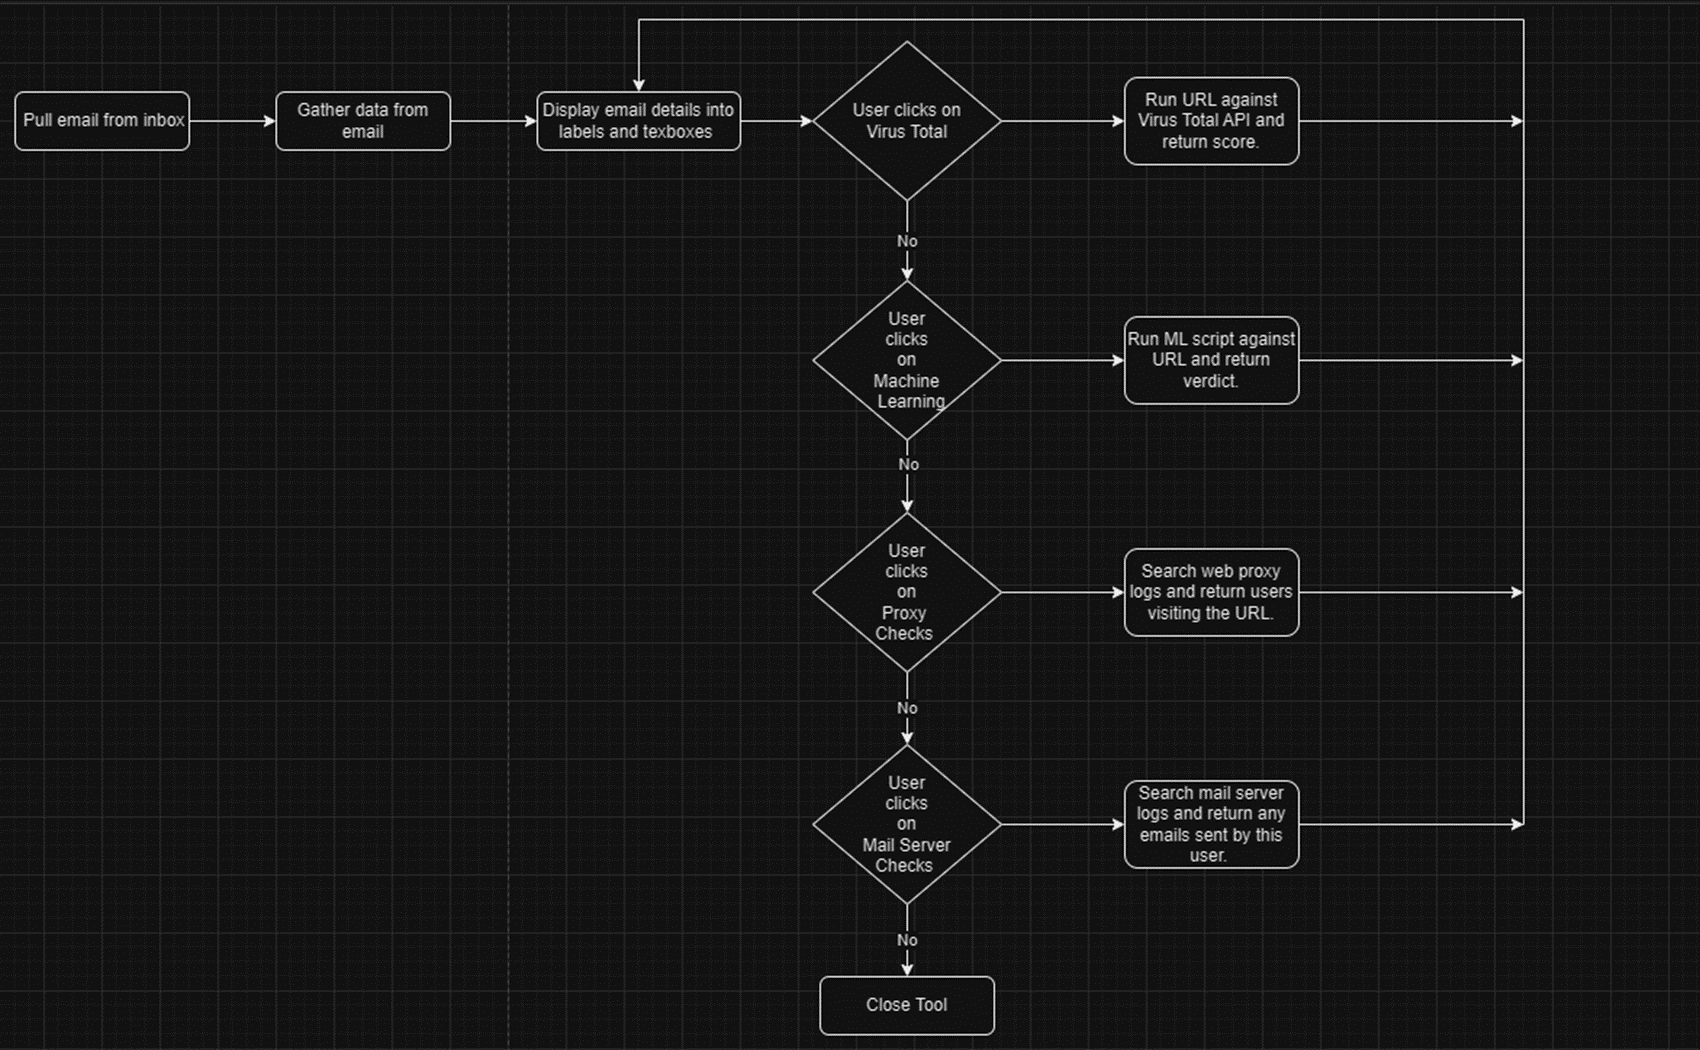 Pull email from inbox
Gather data from
email
Display email details into
labels and texboxes
User clicks on
Virus Total
Run URL against
Virus Total API and
return score.
No
User
clicks
on
Machine
Learning
Run ML script against
URL and return
verdict.
No
User
clicks
on
Proxy
Checks
Search web proxy
logs and return users
visiting the URL.
No
User
clicks
on
Mail Server
Checks
Search mail server
logs and return any
emails sent by this
user.
No
Close Tool